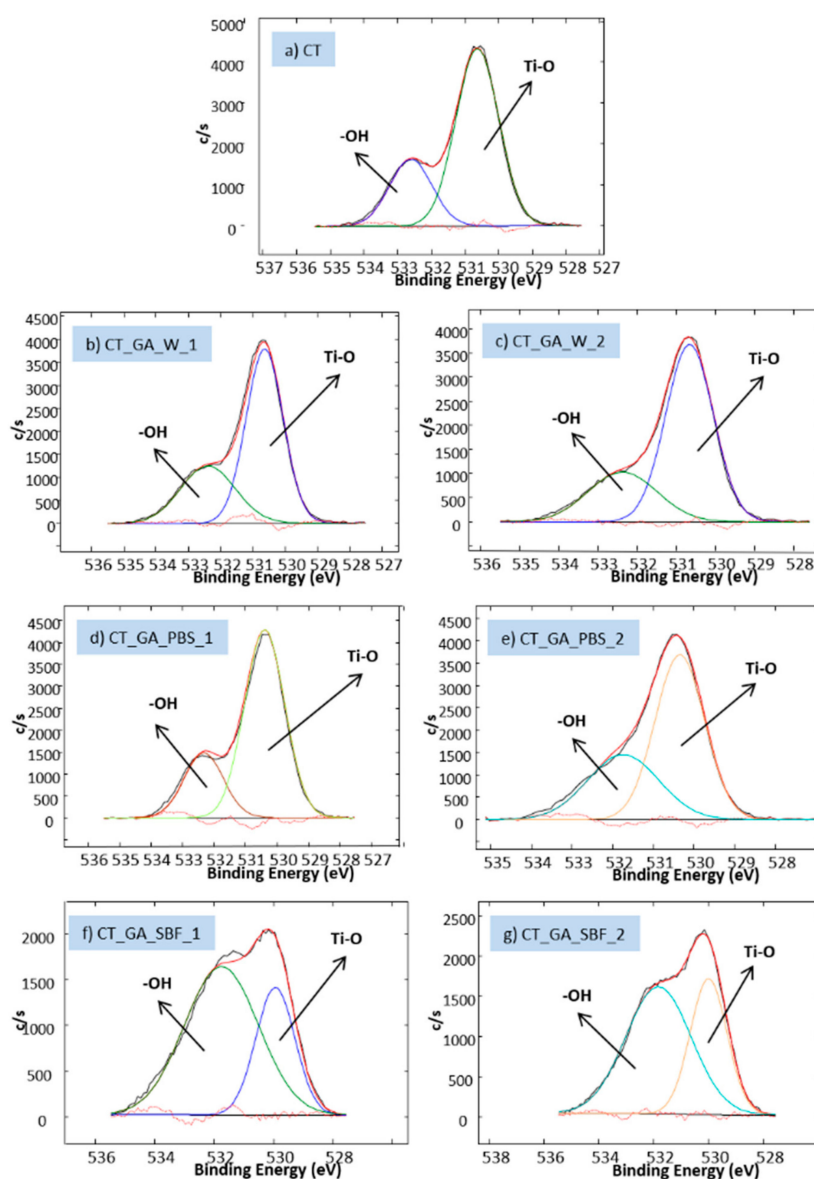 5000
a) CT
4000
Ti-O
3000
-OH
c/s
2000
1000
0
537 536 535 534 533 532 531 530 529 528 527
Binding Energy (eV)
4500
b) CT_GA_W_1
4000
3500
Ti-O
3000
2500
-OH
c/s
2000
1500
1000
500
0
536 535 534 533 532 531 530 529 528 527
Binding Energy (eV)
4500
c) CT_GA_W_2
4000
3500
Ti-O
3000
2500
-OH
c/s
2000
1500
1000
500
0
536 535 534 533 532 531 530 529 528
Binding Energy (eV)
4500
d) CT_GA_PBS_1
4000
3500
Ti-O
3000
-OH
2500
c/s
2000
1500
1000
500
0
536 535 534 533 532 531 530 529 528 527
Binding Energy (eV)
4500
e) CT_GA_PBS_2
4000
3500
Ti-O
3000
-OH
2500
c/s
2000
1500
1000
500
0
535 534 533 532 531 530 529 528
Binding Energy (eV)
f) CT_GA_SBF_1
2000
Ti-O
1500
-OH
c/s
1000
500
0
536 534 532 530 528
Binding Energy (eV)
2500
g) CT_GA_SBF_2
2000
Ti-O
-OH
1500
c/s
1000
500
0
538 536 534 532 530 528
Binding Energy (eV)